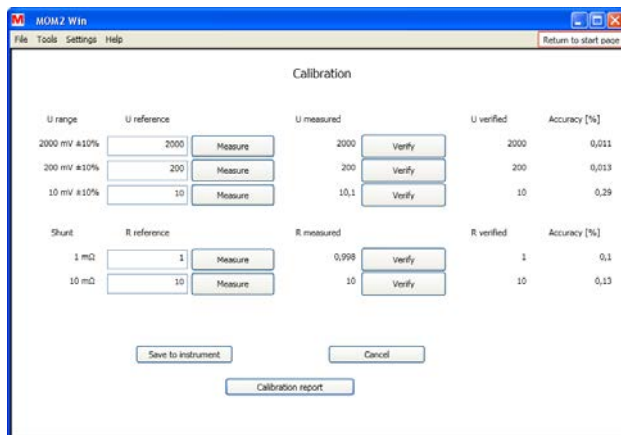 M MOM2 Win
File Tools Settings Help Return to start page
Calibration
U range U reference U measured U verified Accuracy [%]
2000 mV ±10% 2000 Measure 2000 Verify 2000 0,011
200 mV ±10% 200 Measure 200 Verify 200 0,013
10 mV ±10% 10 Measure 10,1 Verify 10 0,29
Shunt R reference R measured R verified Accuracy [%]
1 mΩ 1 Measure 0,998 Verify 1 0,1
10 mΩ 10 Measure 10 Verify 10 0,13
Save to instrument Cancel
Calibration report